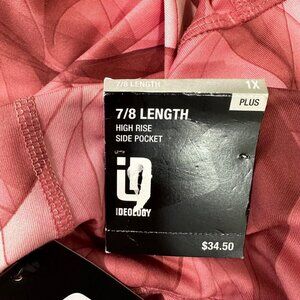 7/8 LENGTH
1X
PLUS
7/8 LENGTH
HIGH RISE
SIDE POCKET
ID
IDEOLOGY
$34.50